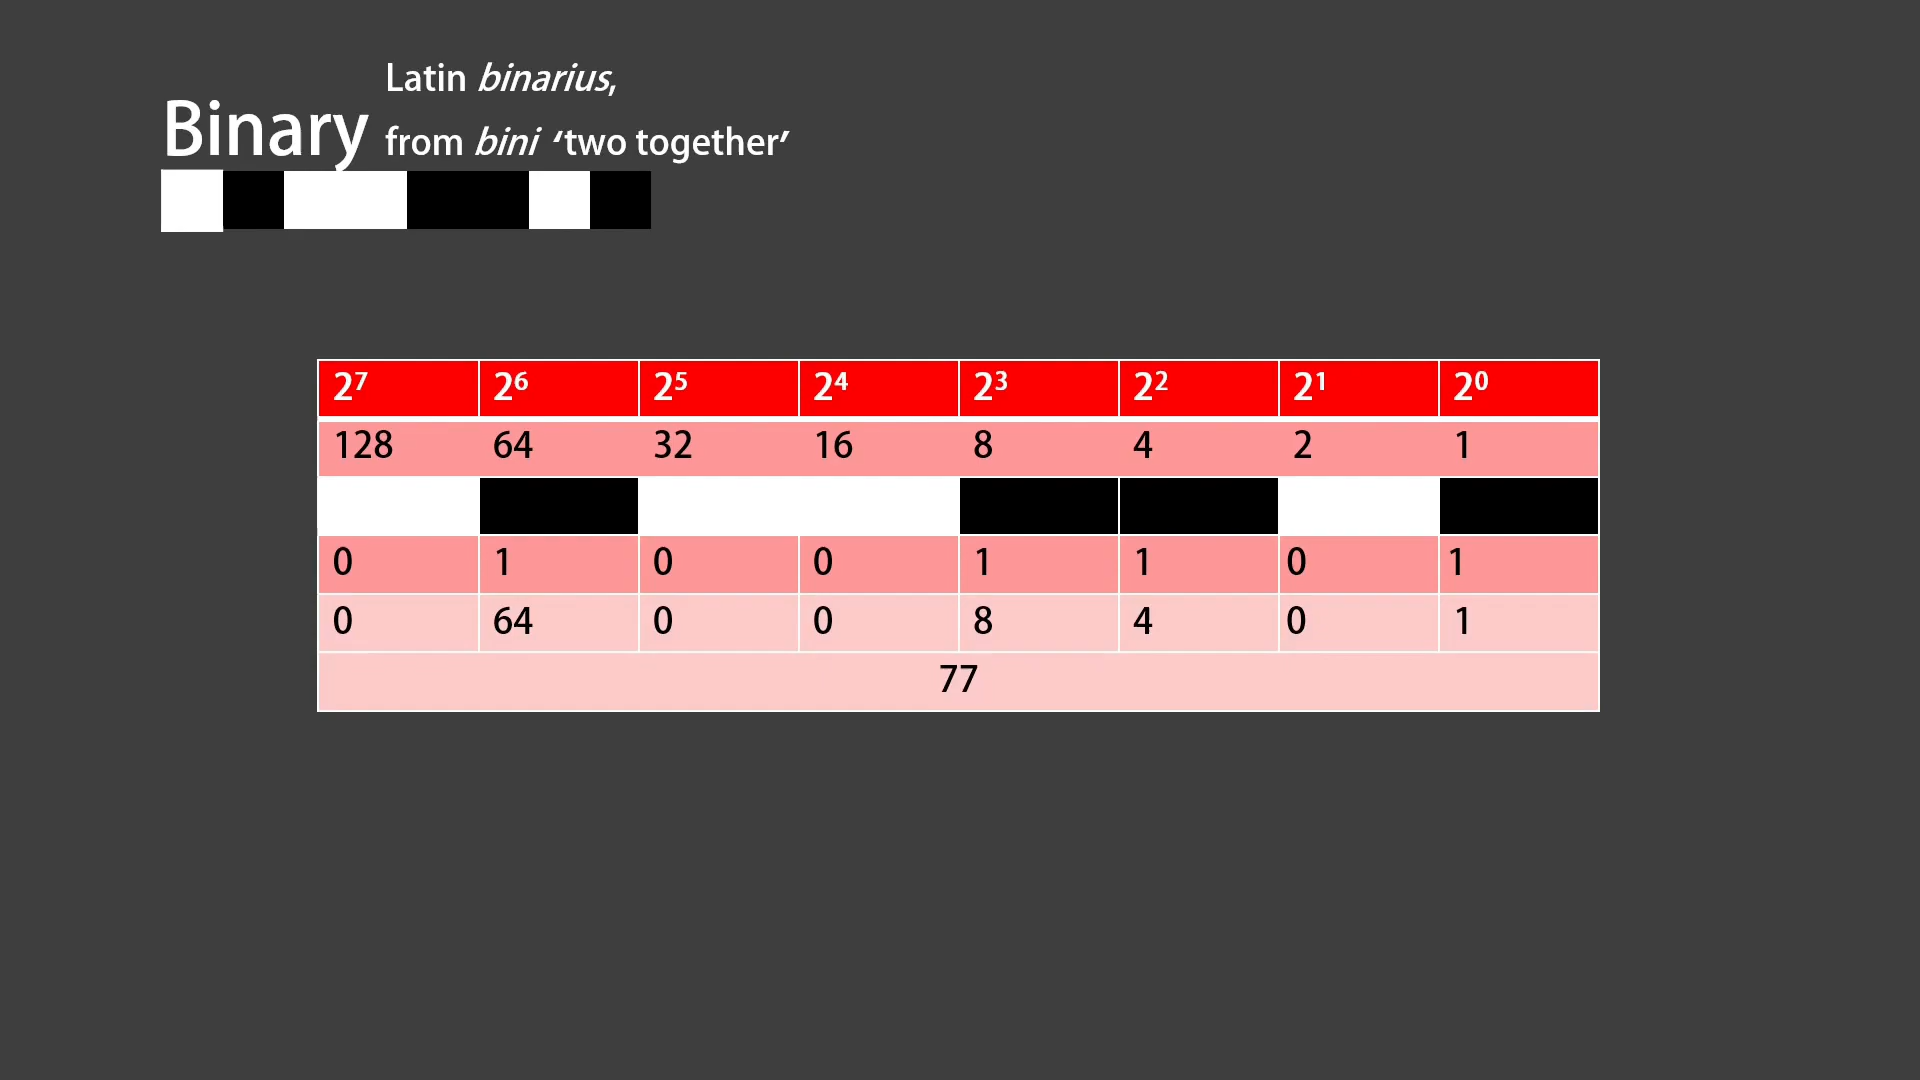 Latin binarius,
Binary from bini ‘two together’
2⁷ 2⁶ 2⁵ 2⁴ 2³ 2² 2¹ 2⁰
128 64 32 16 8 4 2 1
0 1 0 0 1 1 0 1
0 64 0 0 8 4 0 1
77